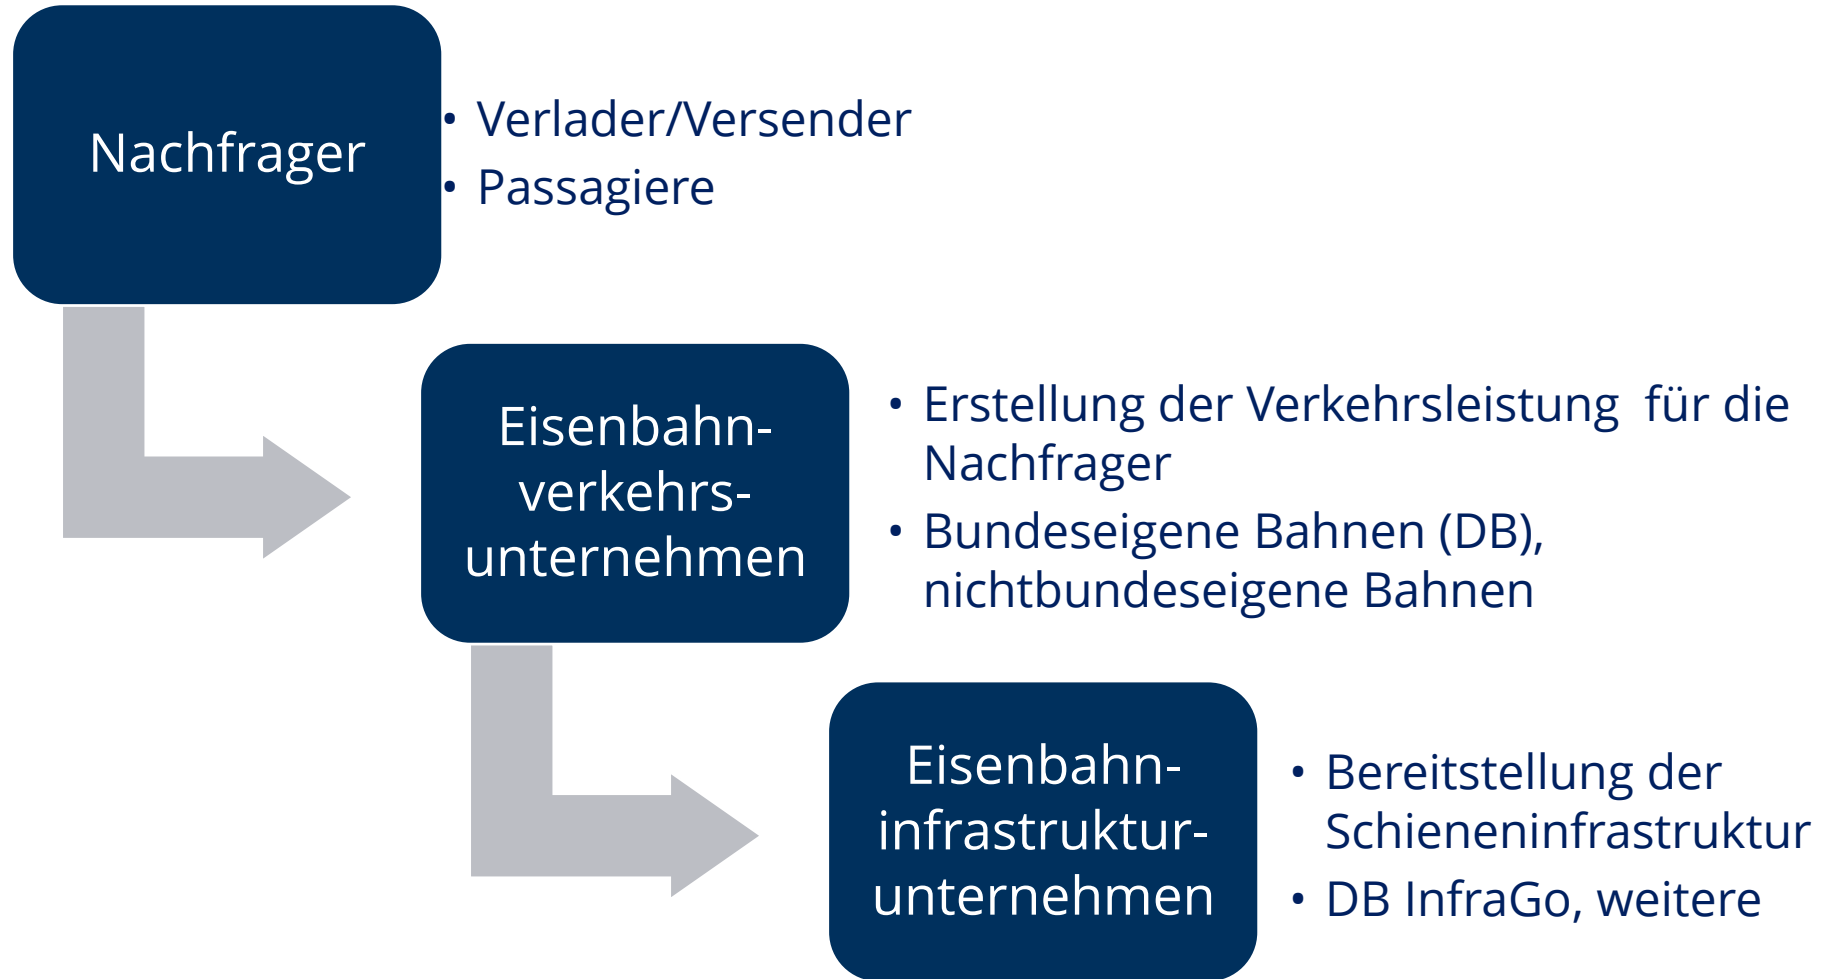 Nachfrager
• Verlader/Versender
• Passagiere
Eisenbahn-
verkehrs-
unternehmen
• Erstellung der Verkehrsleistung  für die
Nachfrager
• Bundeseigene Bahnen (DB),
nichtbundeseigene Bahnen
Eisenbahn-
infrastruktur-
unternehmen
• Bereitstellung der
Schieneninfrastruktur
• DB InfraGo, weitere